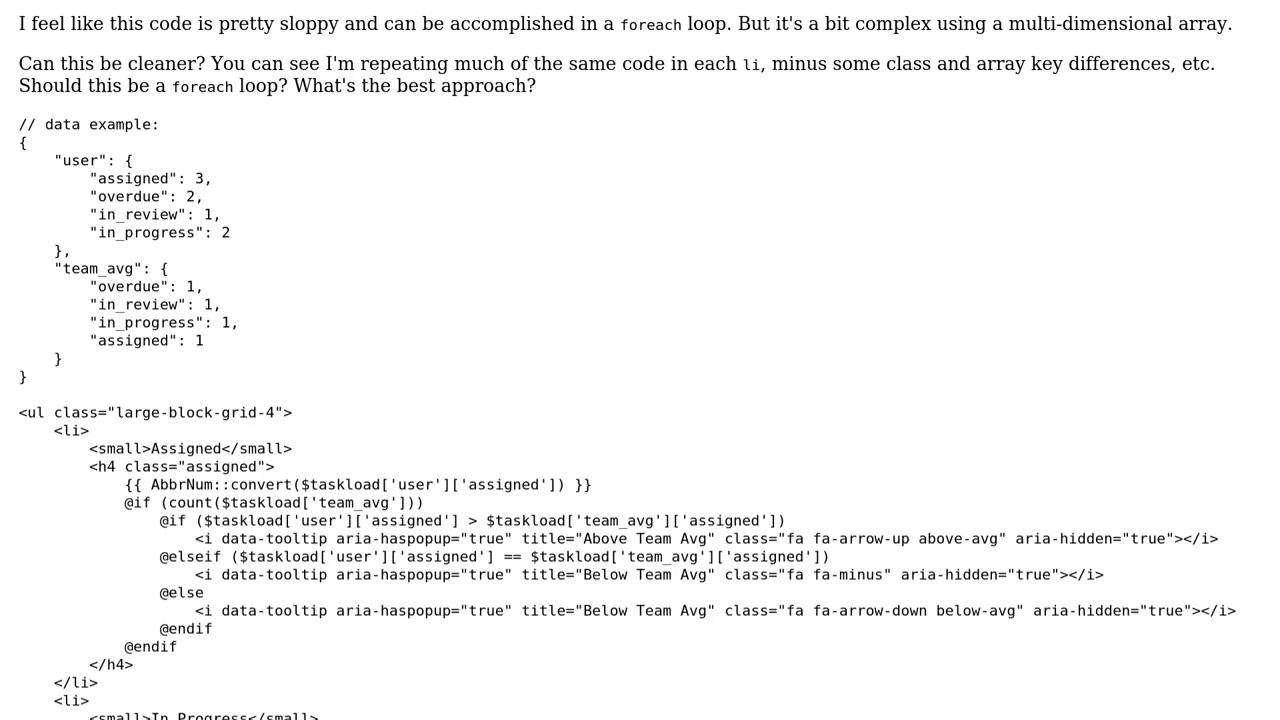 I feel like this code is pretty sloppy and can be accomplished in a foreach loop. But it's a bit complex using a multi-dimensional array.
Can this be cleaner? You can see I'm repeating much of the same code in each li, minus some class and array key differences, etc.
Should this be a foreach loop? What's the best approach?
// data example:
{
    "user": {
        "assigned": 3,
        "overdue": 2,
        "in_review": 1,
        "in_progress": 2
    },
    "team_avg": {
        "overdue": 1,
        "in_review": 1,
        "in_progress": 1,
        "assigned": 1
    }
}
<ul class="large-block-grid-4">
    <li>
        <small>Assigned</small>
        <h4 class="assigned">
            {{ AbbrNum::convert($taskload['user']['assigned']) }}
            @if (count($taskload['team_avg']))
                @if ($taskload['user']['assigned'] > $taskload['team_avg']['assigned'])
                    <i data-tooltip aria-haspopup="true" title="Above Team Avg" class="fa fa-arrow-up above-avg" aria-hidden="true"></i>
                @elseif ($taskload['user']['assigned'] == $taskload['team_avg']['assigned'])
                    <i data-tooltip aria-haspopup="true" title="Below Team Avg" class="fa fa-minus" aria-hidden="true"></i>
                @else
                    <i data-tooltip aria-haspopup="true" title="Below Team Avg" class="fa fa-arrow-down below-avg" aria-hidden="true"></i>
                @endif
            @endif
        </h4>
    </li>
    <li>
        <small>In Progress</small>